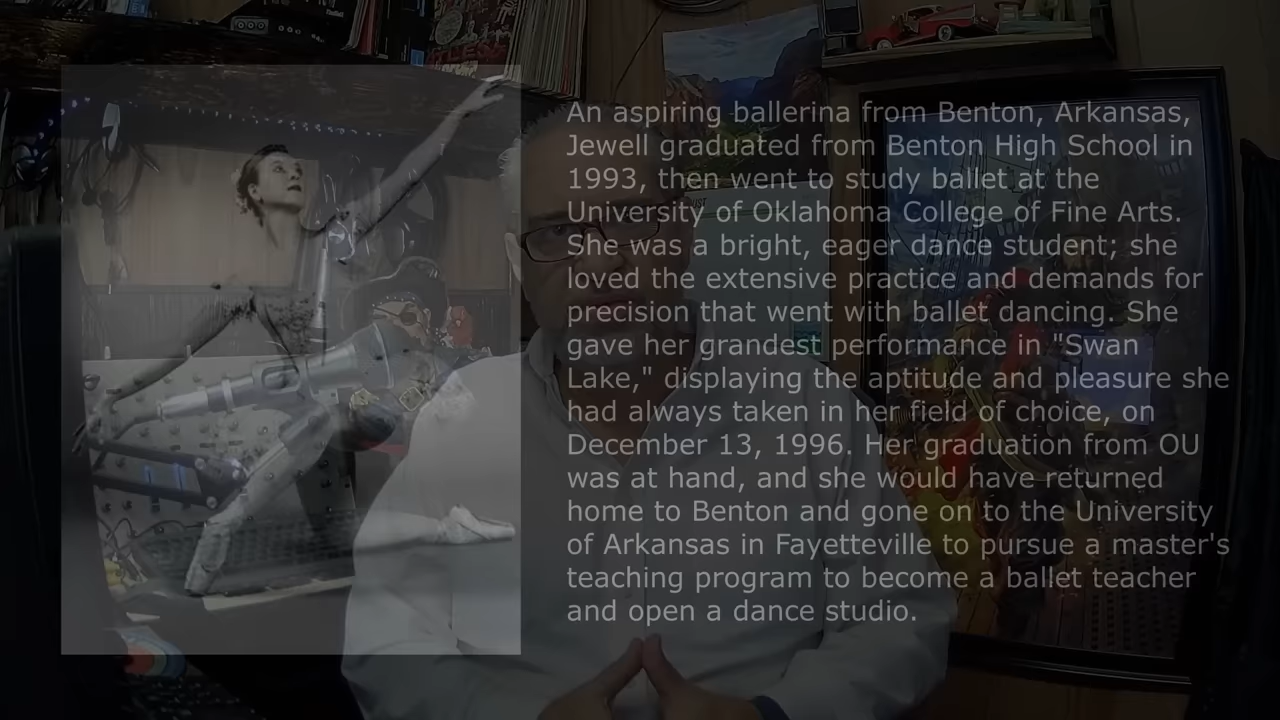 An aspiring ballerina from Benton, Arkansas,
Jewell graduated from Benton High School in
1993, then went to study ballet at the
University of Oklahoma College of Fine Arts.
She was a bright, eager dance student; she
loved the extensive practice and demands for
precision that went with ballet dancing. She
gave her grandest performance in "Swan
Lake," displaying the aptitude and pleasure she
had always taken in her field of choice, on
December 13, 1996. Her graduation from OU
was at hand, and she would have returned
home to Benton and gone on to the University
of Arkansas in Fayetteville to pursue a master's
teaching program to become a ballet teacher
and open a dance studio.